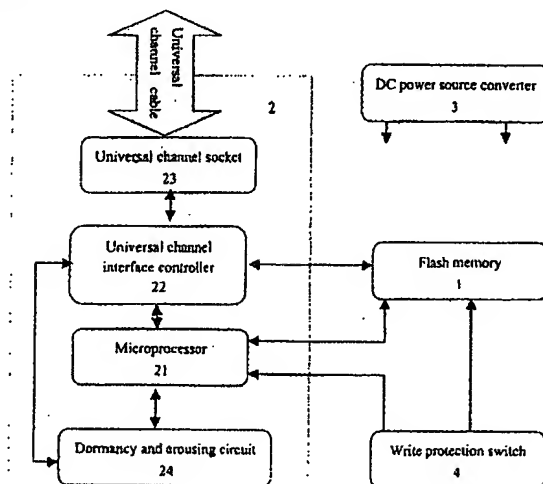 Universal
channel cable
2
DC power source converter
3
Universal channel socket
23
Universal channel
interface controller
22
Flash memory
1
Microprocessor
21
Dormancy and arousing circuit
24
Write protection switch
4